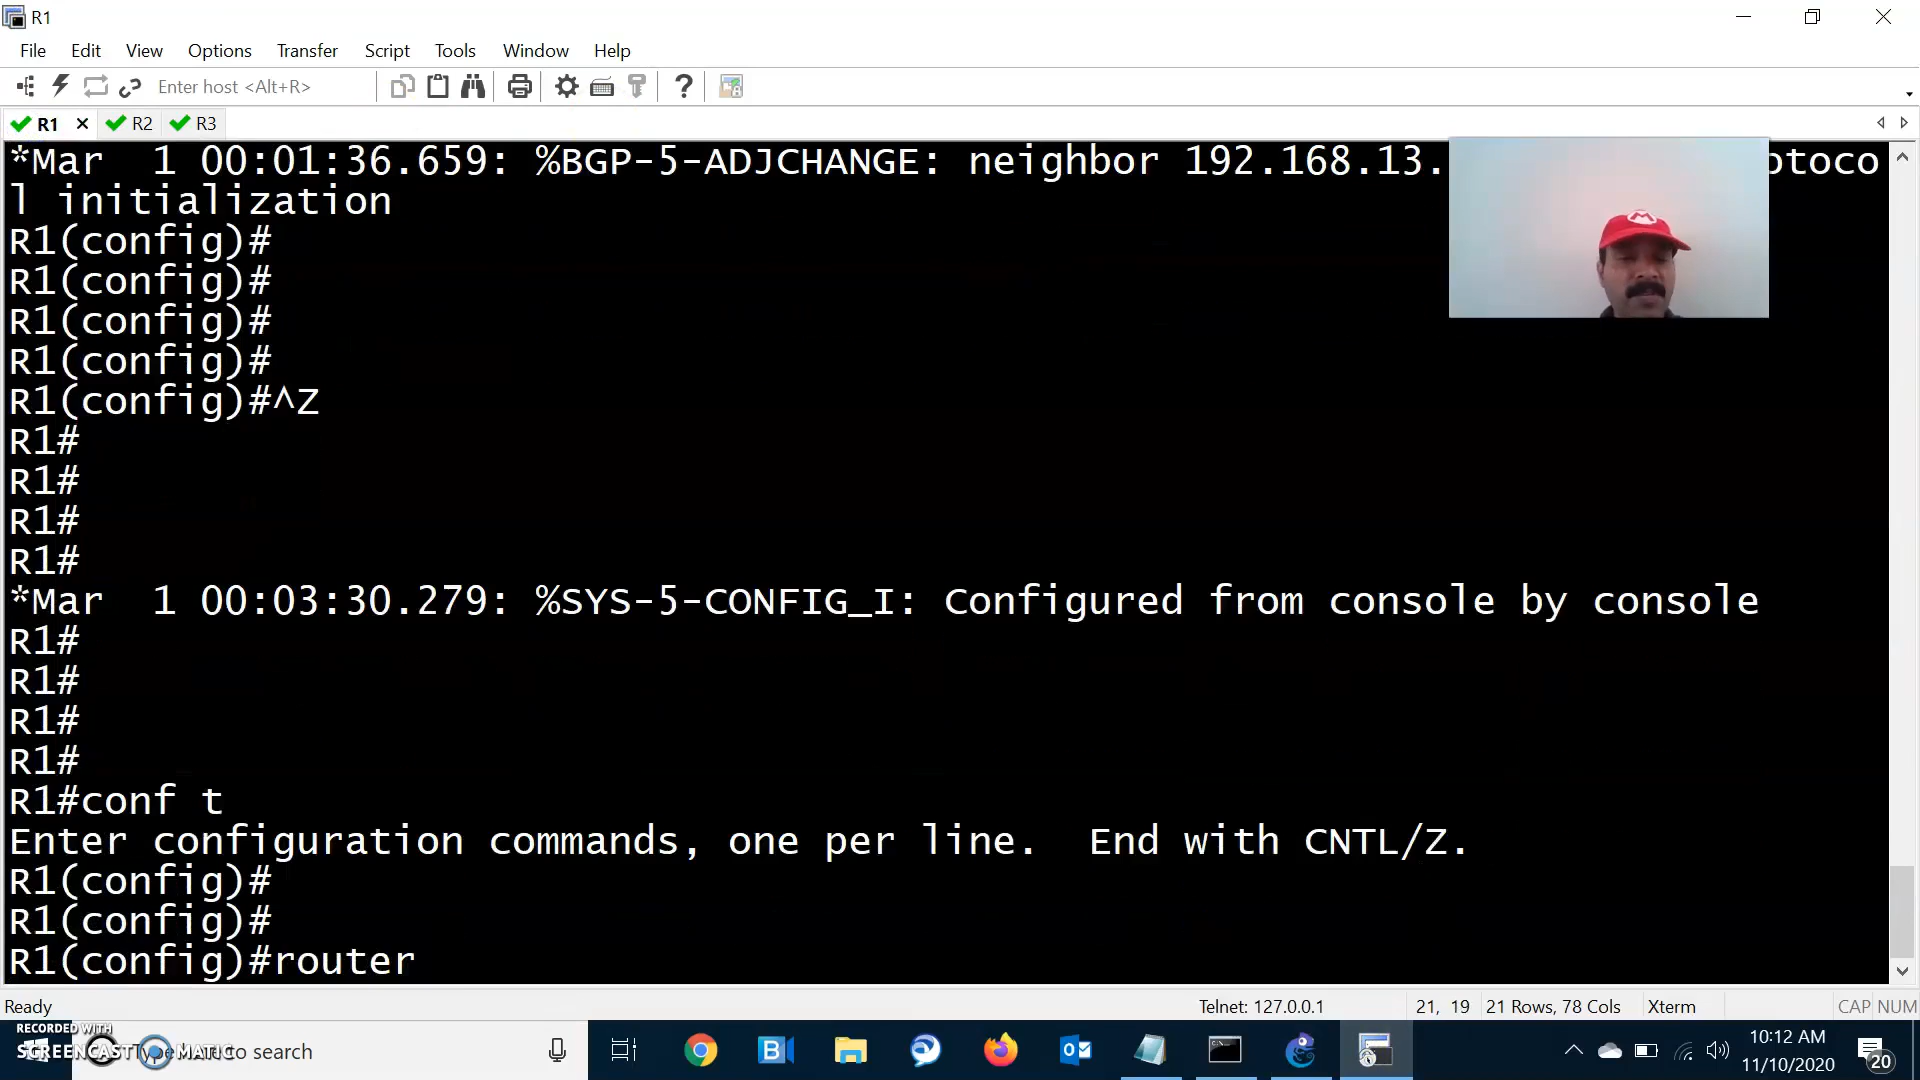 R1
File Edit View Options Transfer Script Tools Window Help
Enter host <Alt+R>
R1 R2 R3
*Mar  1 00:01:36.659: %BGP-5-ADJCHANGE: neighbor 192.168.13. otoco
l initialization
R1(config)#
R1(config)#
R1(config)#
R1(config)#
R1(config)#^Z
R1#
R1#
R1#
R1#
*Mar  1 00:03:30.279: %SYS-5-CONFIG_I: Configured from console by console
R1#
R1#
R1#
R1#
R1#conf t
Enter configuration commands, one per line.  End with CNTL/Z.
R1(config)#
R1(config)#
R1(config)#router
Ready Telnet: 127.0.0.1 21, 19 21 Rows, 78 Cols Xterm CAP NUM
RECORDED WITH
SCREENCAST MATIC
Type to search
10:12 AM
11/10/2020
20